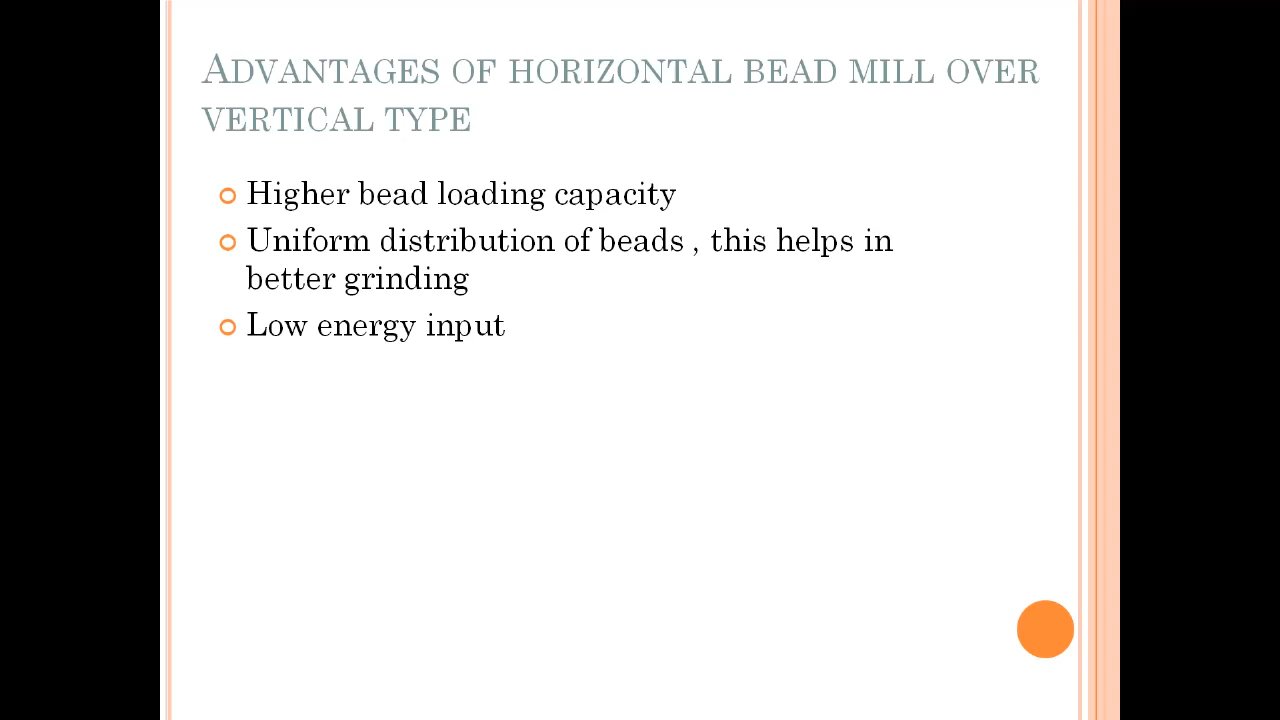 Advantages of horizontal bead mill over
vertical type
Higher bead loading capacity
Uniform distribution of beads , this helps in
better grinding
Low energy input